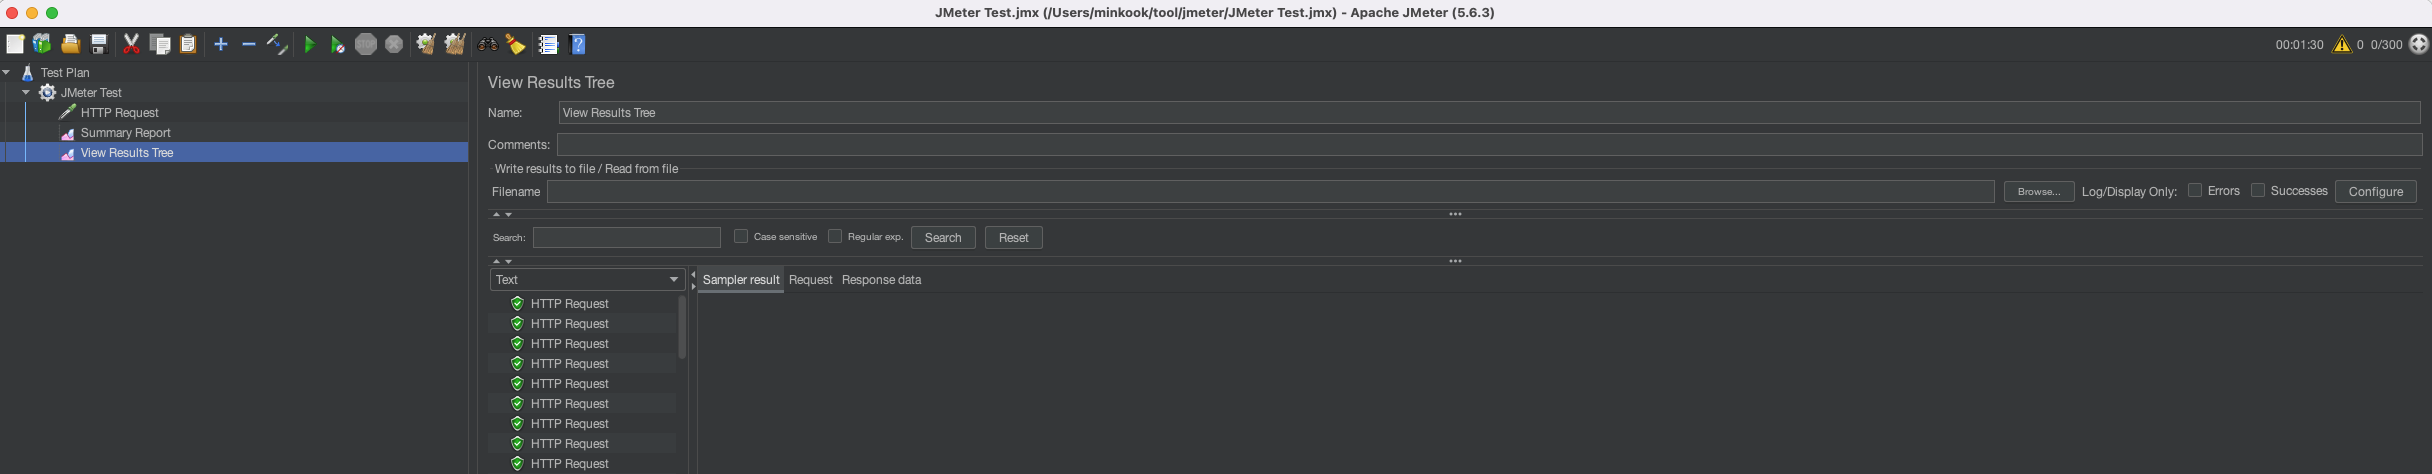 JMeter Test.jmx (/Users/minkook/tool/jmeter/JMeter Test.jmx) - Apache JMeter (5.6.3)
STOP
00:01:30 0 0/300
Test Plan
JMeter Test
HTTP Request
Summary Report
View Results Tree
View Results Tree
Name: View Results Tree
Comments:
Write results to file / Read from file
Filename Browse... Log/Display Only: Errors Successes Configure
Search: Case sensitive Regular exp. Search Reset
Text Sampler result Request Response data
HTTP Request
HTTP Request
HTTP Request
HTTP Request
HTTP Request
HTTP Request
HTTP Request
HTTP Request
HTTP Request